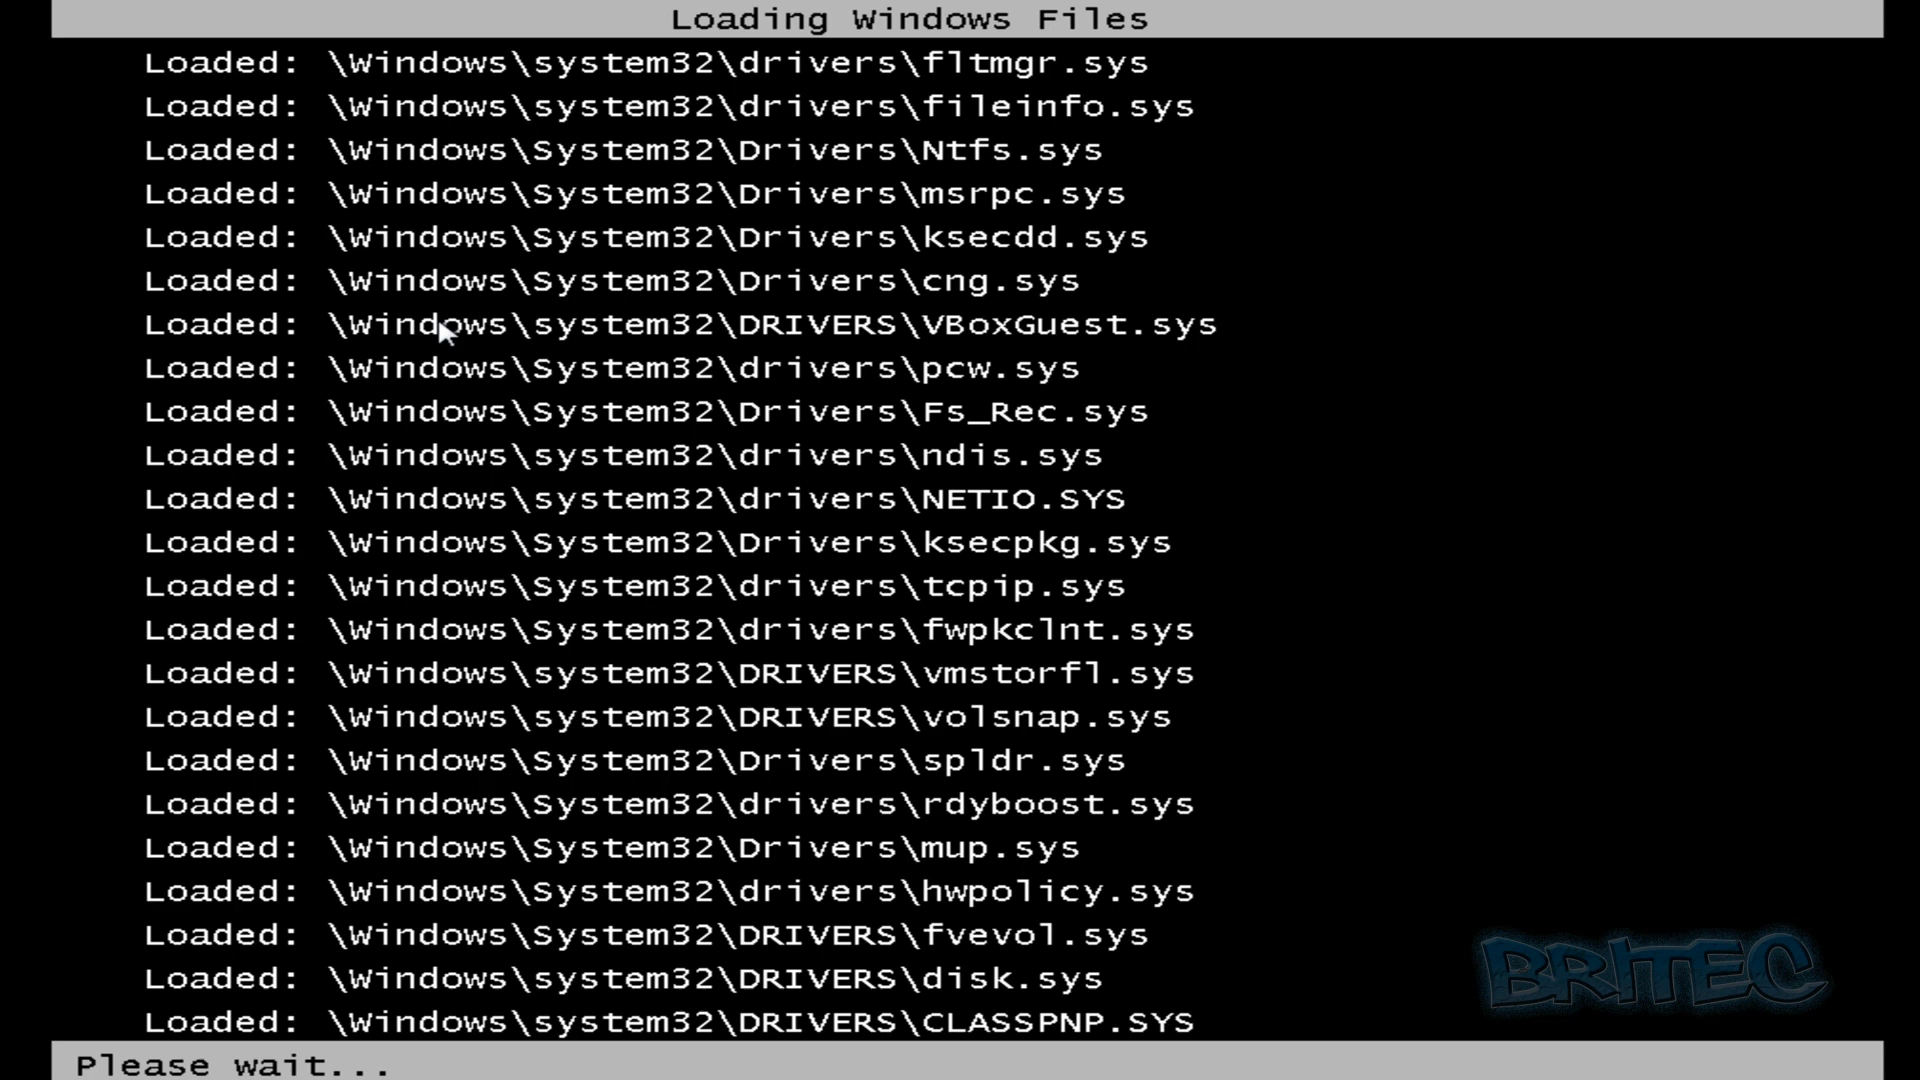 Loading Windows Files
Loaded: \Windows\system32\drivers\fltmgr.sys
Loaded: \Windows\system32\drivers\fileinfo.sys
Loaded: \Windows\System32\Drivers\Ntfs.sys
Loaded: \Windows\System32\Drivers\msrpc.sys
Loaded: \Windows\System32\Drivers\ksecdd.sys
Loaded: \Windows\System32\Drivers\cng.sys
Loaded: \Windows\system32\DRIVERS\VBoxGuest.sys
Loaded: \Windows\System32\drivers\pcw.sys
Loaded: \Windows\System32\Drivers\Fs_Rec.sys
Loaded: \Windows\system32\drivers\ndis.sys
Loaded: \Windows\system32\drivers\NETIO.SYS
Loaded: \Windows\System32\Drivers\ksecpkg.sys
Loaded: \Windows\System32\drivers\tcpip.sys
Loaded: \Windows\System32\drivers\fwpkclnt.sys
Loaded: \Windows\system32\DRIVERS\vmstorfl.sys
Loaded: \Windows\system32\DRIVERS\volsnap.sys
Loaded: \Windows\System32\Drivers\spldr.sys
Loaded: \Windows\System32\drivers\rdyboost.sys
Loaded: \Windows\System32\Drivers\mup.sys
Loaded: \Windows\System32\drivers\hwpolicy.sys
Loaded: \Windows\System32\DRIVERS\fvevol.sys
Loaded: \Windows\system32\DRIVERS\disk.sys
Loaded: \Windows\system32\DRIVERS\CLASSPNP.SYS
BRITEC
Please wait...